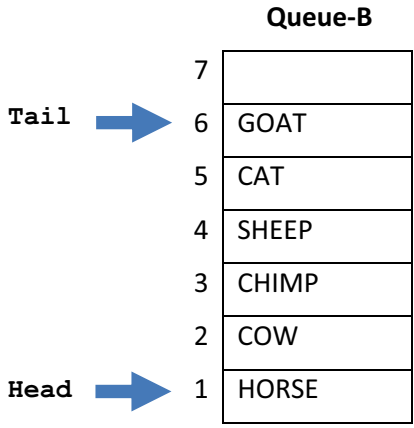 Queue-B
7
Tail 6 GOAT
5 CAT
4 SHEEP
3 CHIMP
2 COW
Head 1 HORSE